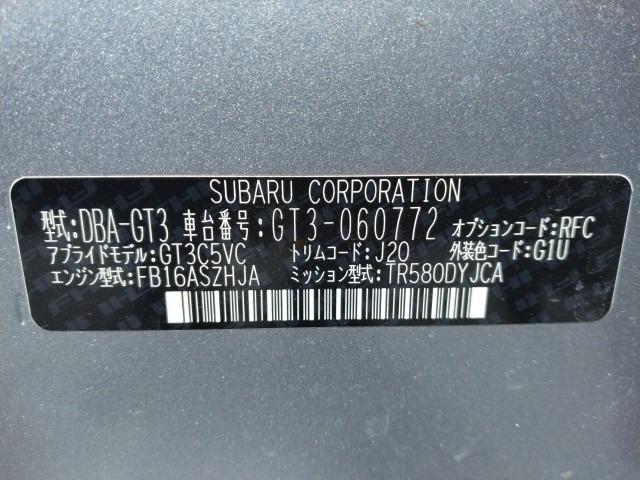 SUBARU CORPORATION
型式:DBA-GT3 車台番号:GT3-060772 オプションコード:RFC
アプライドモデル:GT3C5VC トリムコード:J20 外装色コード:G1U
エンジン型式:FB16ASZHJA ミッション型式:TR580DYJCA